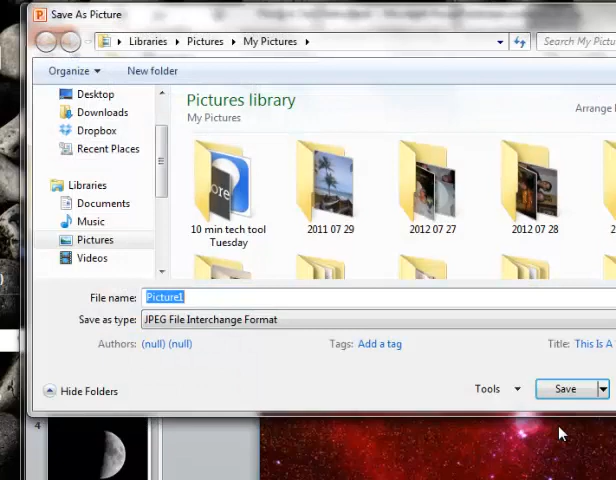 Save As Picture
Libraries Pictures My Pictures
Search My Pictu
Organize New folder
Desktop
Downloads
Dropbox
Recent Places
Libraries
Documents
Music
Pictures
Videos
Pictures library
My Pictures
Arrange
ore
10 min tech tool Tuesday
2011 07 29
2012 07 27
2012 07 28
File name: Picture1
Save as type: JPEG File Interchange Format
Authors: (null) (null) Tags: Add a tag Title: This Is A
Hide Folders Tools Save
4